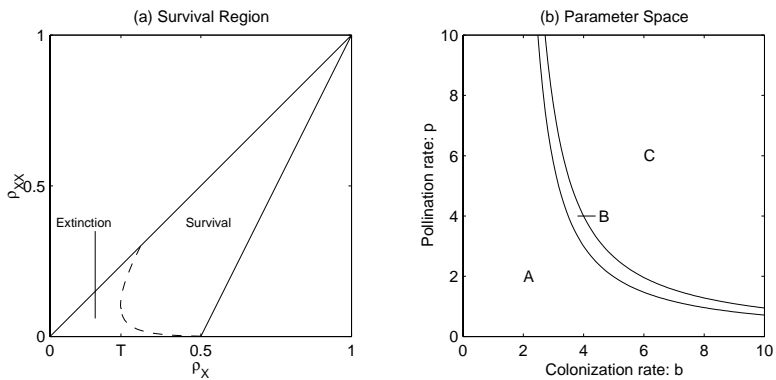 (a) Survival Region
1
0.5
0
ρXX
Extinction
Survival
0
T
0.5
1
ρX
(b) Parameter Space
10
8
6
4
2
0
Pollination rate: p
A
B
C
0
2
4
6
8
10
Colonization rate: b